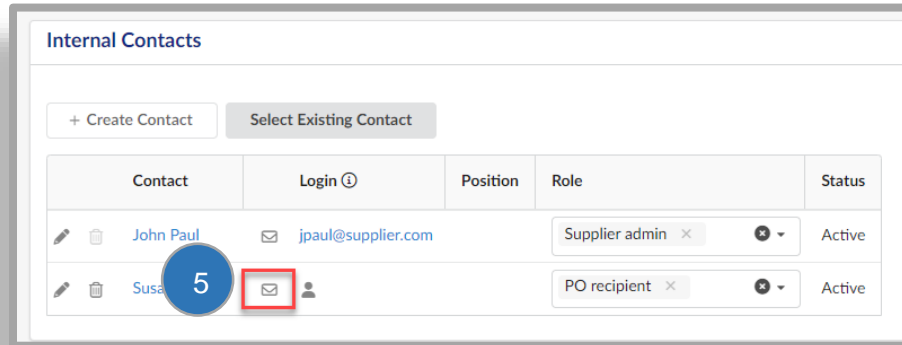 Internal Contacts
+ Create Contact
Select Existing Contact
Contact Login Position Role Status
John Paul jpaul@supplier.com Supplier admin × Active
5 PO recipient × Active